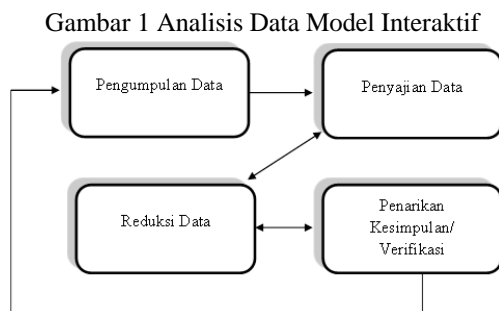 Gambar 1 Analisis Data Model Interaktif
Pengumpulan Data
Penyajian Data
Reduksi Data
Penarikan
Kesimpulan/
Verifikasi